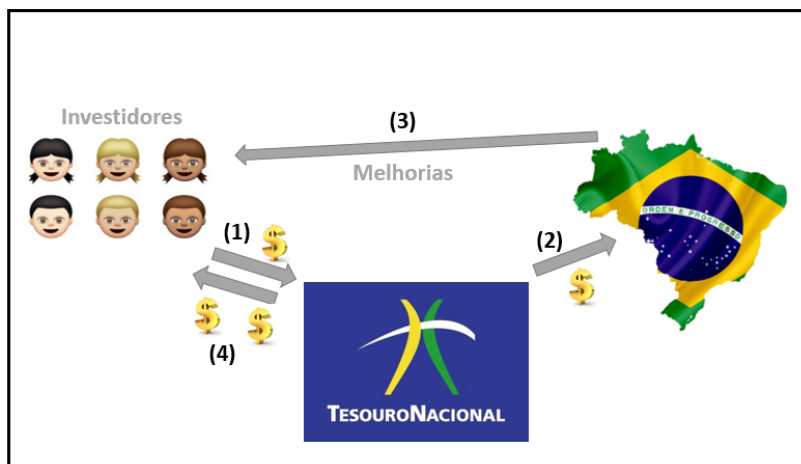 Investidores
(3)
Melhorias
(1)
(2)
(4)
ORDEM E PROGRESSO
TESOURONACIONAL